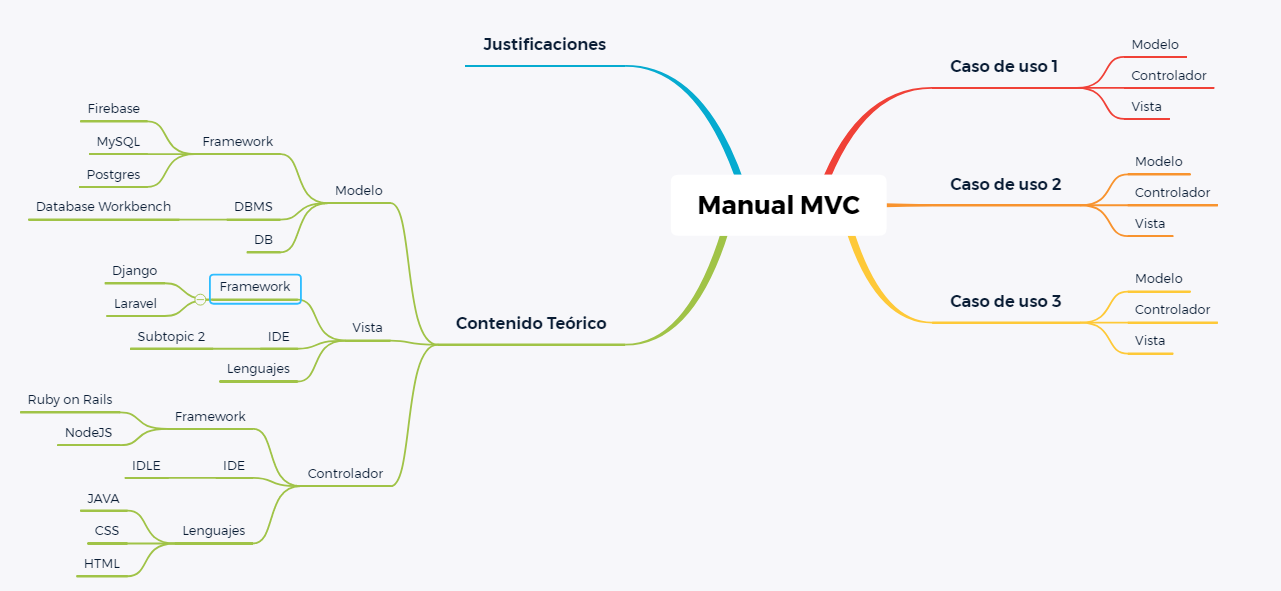 Manual MVC
Justificaciones
Contenido Teórico
Modelo
Framework
Firebase
MySQL
Postgres
DBMS
Database Workbench
DB
Vista
Framework
Django
Laravel
IDE
Subtopic 2
Lenguajes
Controlador
Framework
Ruby on Rails
NodeJS
IDE
IDLE
Lenguajes
JAVA
CSS
HTML
Caso de uso 1
Modelo
Controlador
Vista
Caso de uso 2
Modelo
Controlador
Vista
Caso de uso 3
Modelo
Controlador
Vista